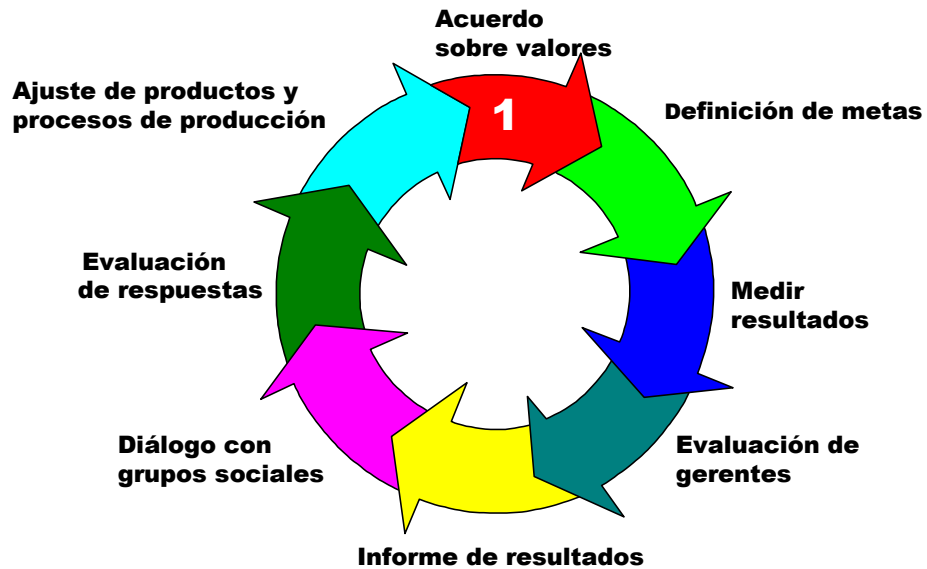 Acuerdo
sobre valores
1
Definición de metas
Medir
resultados
Evaluación de
gerentes
Informe de resultados
Diálogo con
grupos sociales
Evaluación
de respuestas
Ajuste de productos y
procesos de producción